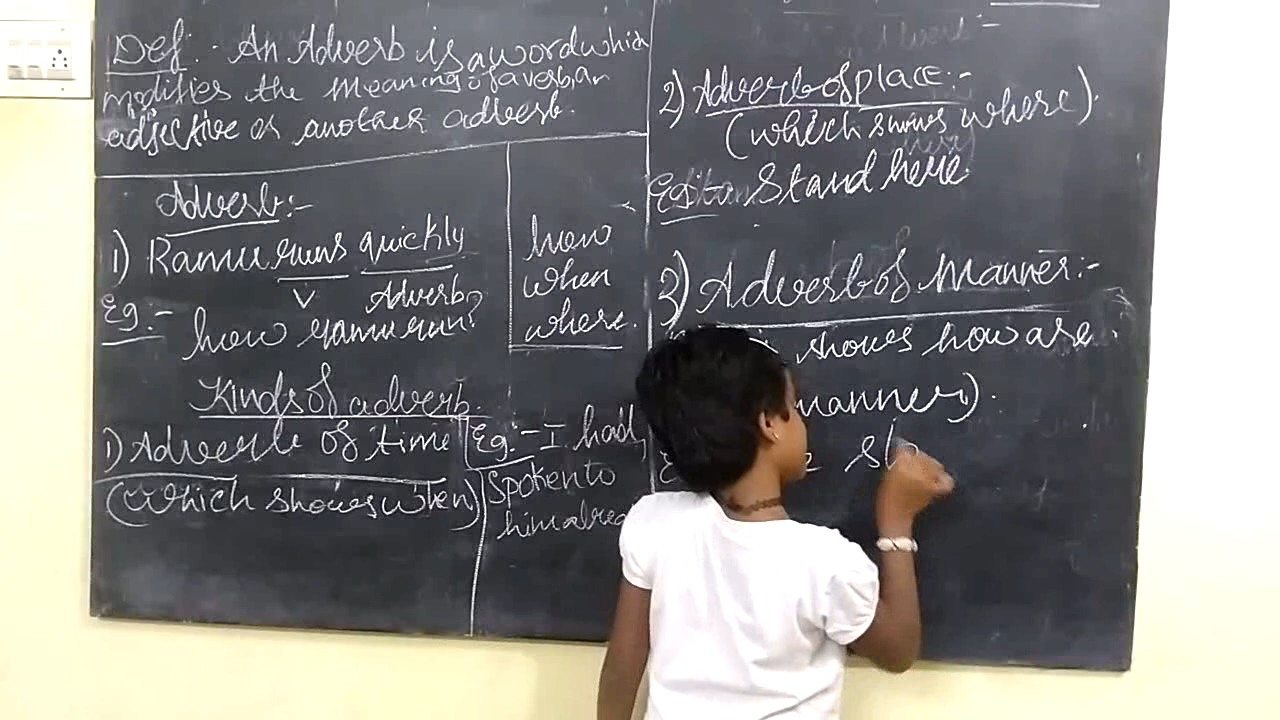 Def:- An Adverb is a word which
modifies the meaning of a verb, an
adjective or another adverb.
Adverb:-
1) Ramu runs quickly
V Adverb
Eg:- how ramu run?
how
when
where.
Kinds of adverb
1) Adverb of time
(which shows when)
Eg:- I had
spoken to
him alrea
2) Adverb of place:-
(which shows where).
Stand here
3) Adverb of Manner:-
shows how are
manner).